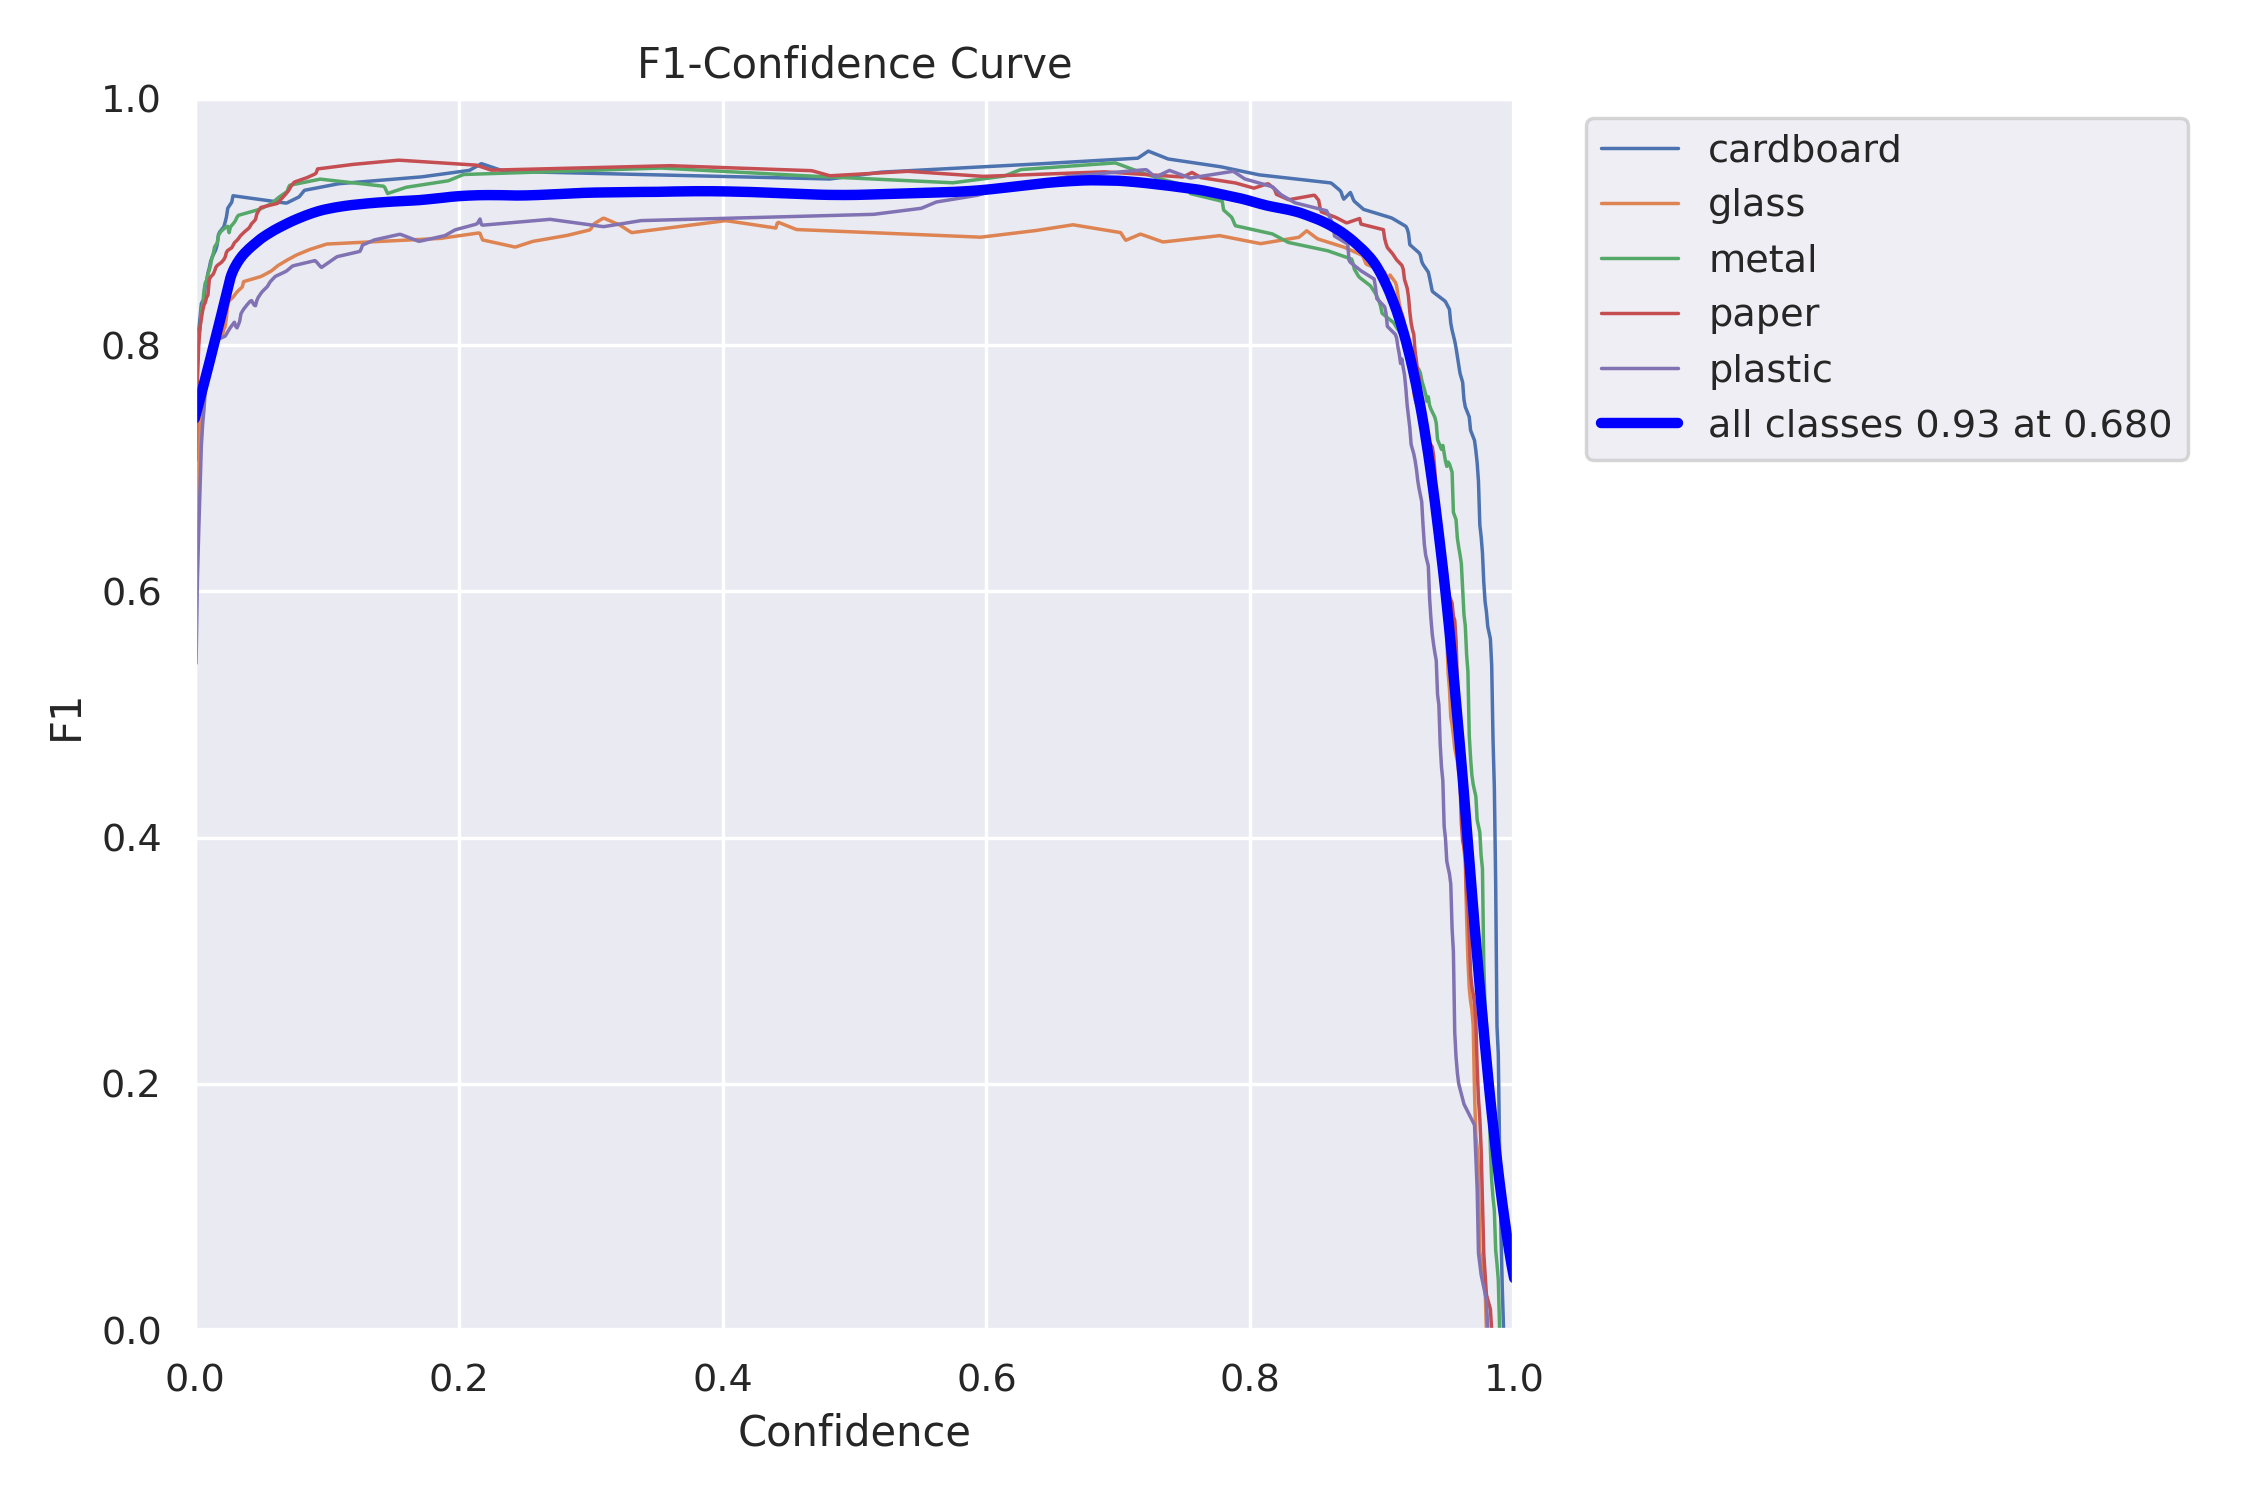 F1-Confidence Curve
1.0
0.8
0.6
0.4
0.2
0.0
F1
0.0 0.2 0.4 0.6 0.8 1.0
Confidence
cardboard
glass
metal
paper
plastic
all classes 0.93 at 0.680